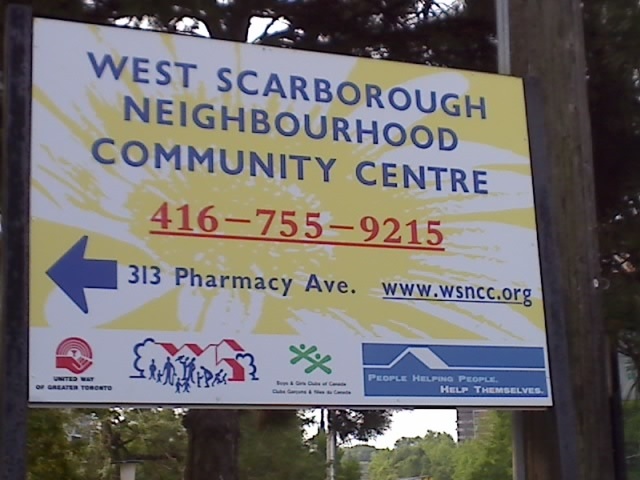 WEST SCARBOROUGH
NEIGHBOURHOOD
COMMUNITY CENTRE
416-755-9215
313 Pharmacy Ave. www.wsncc.org
UNITED WAY
OF GREATER TORONTO
Boys & Girls Clubs of Canada
Clubs Garçons & filles du Canada
PEOPLE HELPING PEOPLE.
HELP THEMSELVES.